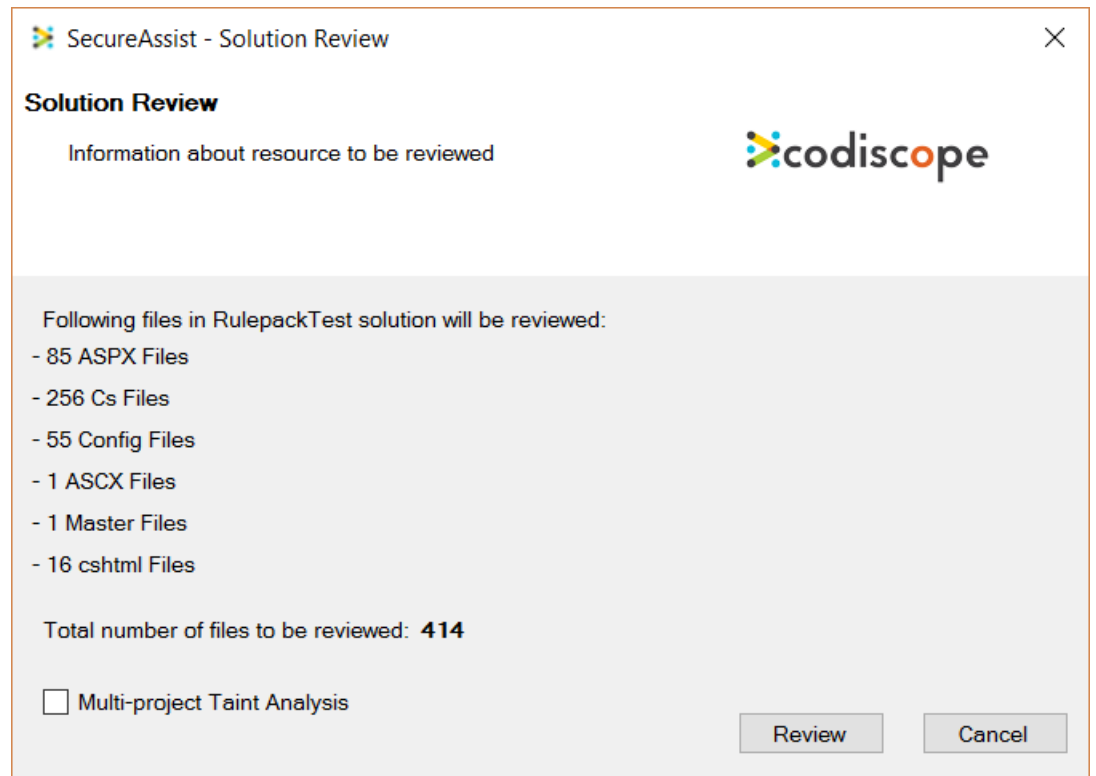 SecureAssist - Solution Review
Solution Review
Information about resource to be reviewed
codiscope
Following files in RulepackTest solution will be reviewed:
- 85 ASPX Files
- 256 Cs Files
- 55 Config Files
- 1 ASCX Files
- 1 Master Files
- 16 cshtml Files
Total number of files to be reviewed: 414
Multi-project Taint Analysis
Review Cancel